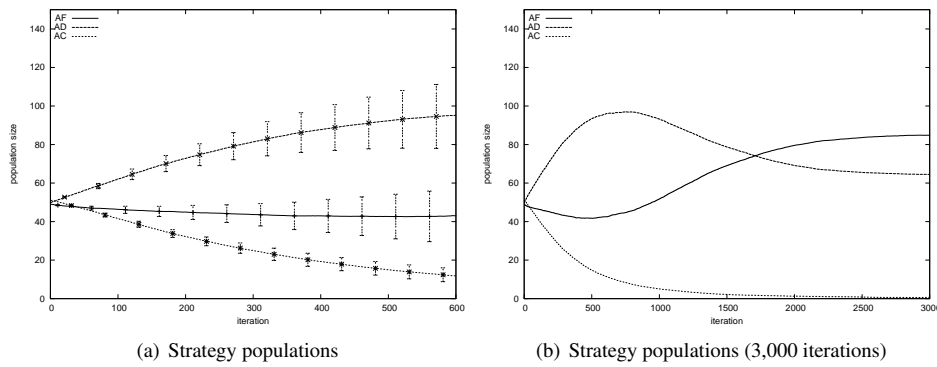 140
120
100
80
60
40
20
0
population size
AF
AD
AC
0 100 200 300 400 500 600
iteration
(a) Strategy populations
140
120
100
80
60
40
20
0
population size
AF
AD
AC
0 500 1000 1500 2000 2500 3000
iteration
(b) Strategy populations (3,000 iterations)